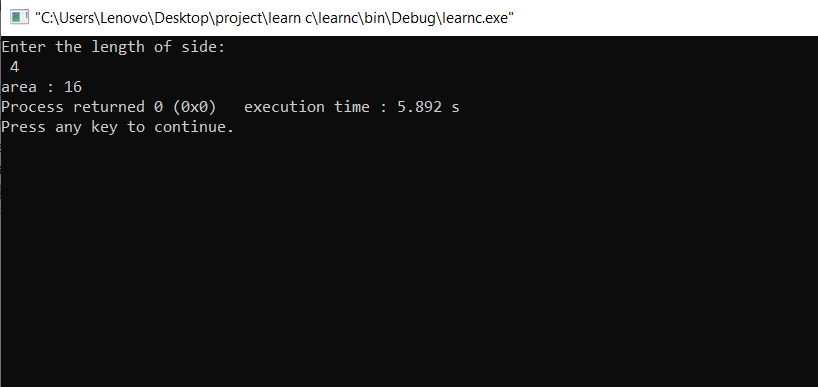 "C:\Users\Lenovo\Desktop\project\learn c\learnc\bin\Debug\learnc.exe"
Enter the length of side:
 4
area : 16
Process returned 0 (0x0)   execution time : 5.892 s
Press any key to continue.